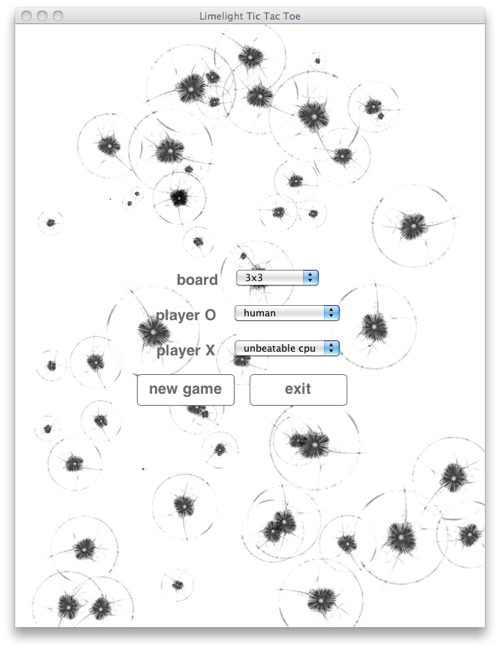 Limelight Tic Tac Toe
board 3x3
player O human
player X unbeatable cpu
new game exit